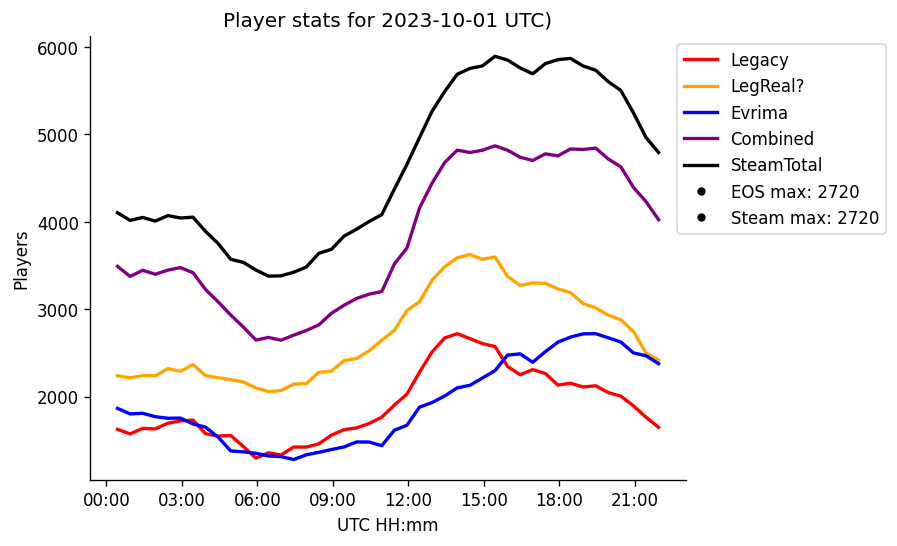 Player stats for 2023-10-01 UTC)
6000
5000
4000
3000
2000
Players
00:00 03:00 06:00 09:00 12:00 15:00 18:00 21:00
UTC HH:mm
Legacy
LegReal?
Evrima
Combined
SteamTotal
EOS max: 2720
Steam max: 2720